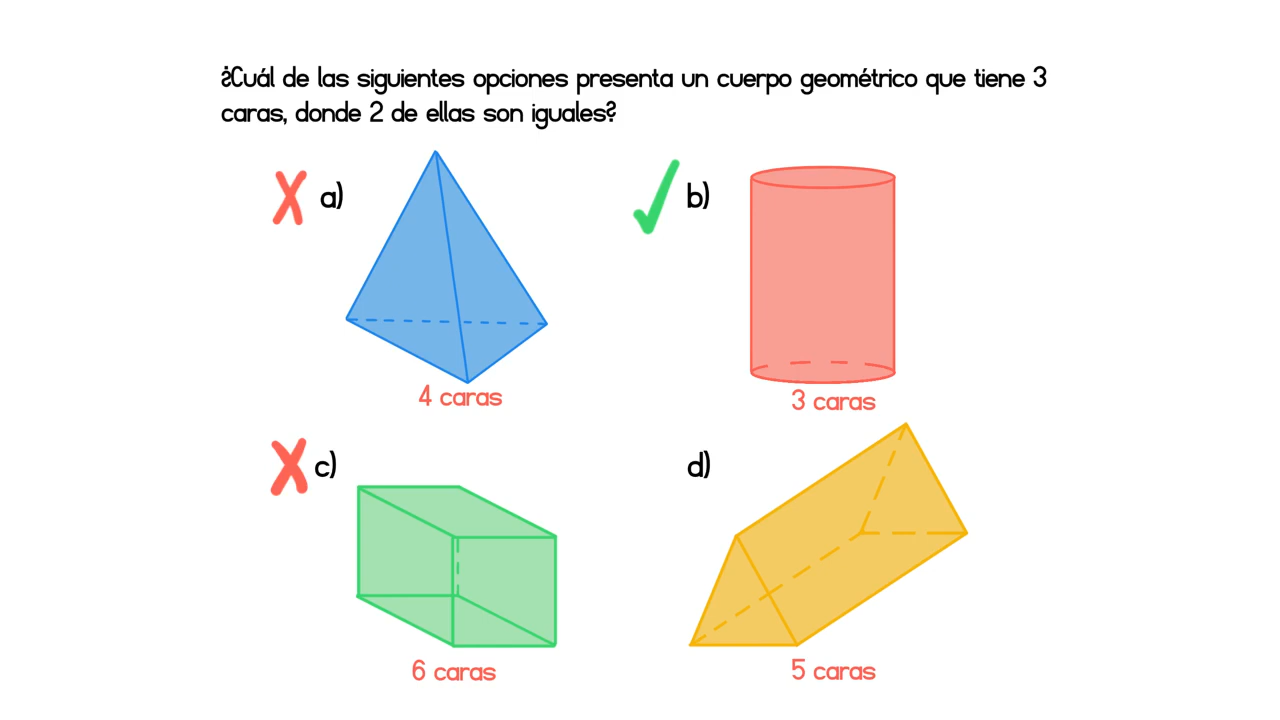 ¿Cuál de las siguientes opciones presenta un cuerpo geométrico que tiene 3
caras, donde 2 de ellas son iguales?
a)
b)
4 caras
3 caras
c)
d)
6 caras
5 caras